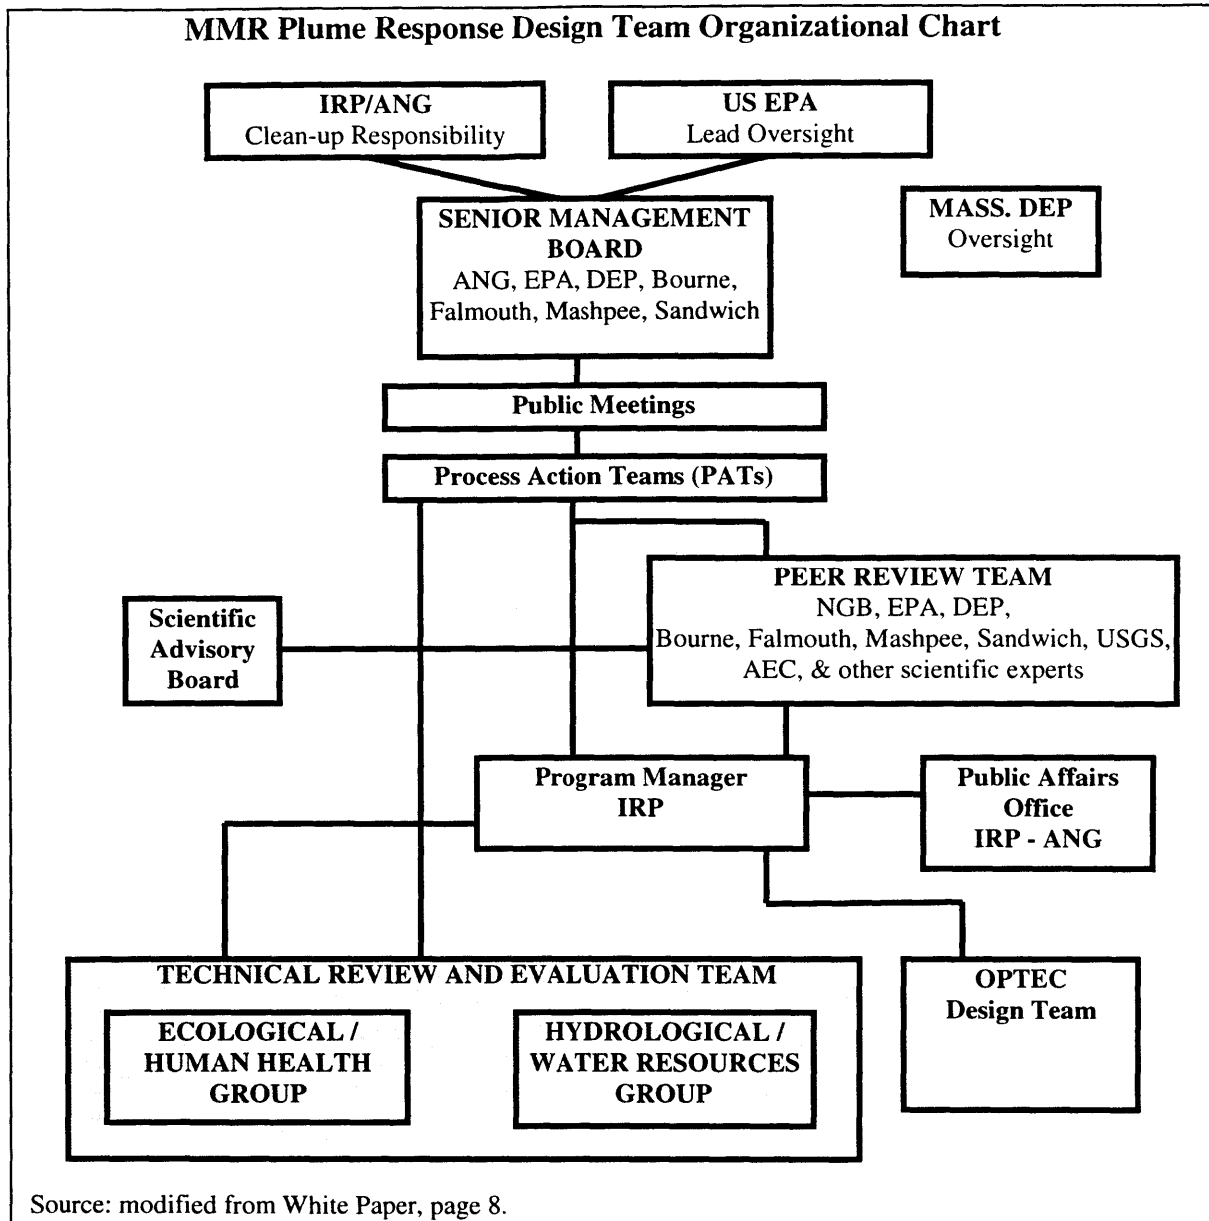 MMR Plume Response Design Team Organizational Chart
IRP/ANG
Clean-up Responsibility
US EPA
Lead Oversight
SENIOR MANAGEMENT
BOARD
ANG, EPA, DEP, Bourne,
Falmouth, Mashpee, Sandwich
MASS. DEP
Oversight
Public Meetings
Process Action Teams (PATs)
PEER REVIEW TEAM
NGB, EPA, DEP,
Bourne, Falmouth, Mashpee, Sandwich, USGS,
AEC, & other scientific experts
Scientific
Advisory
Board
Program Manager
IRP
Public Affairs
Office
IRP - ANG
TECHNICAL REVIEW AND EVALUATION TEAM
ECOLOGICAL /
HUMAN HEALTH
GROUP
HYDROLOGICAL /
WATER RESOURCES
GROUP
OPTEC
Design Team
Source: modified from White Paper, page 8.